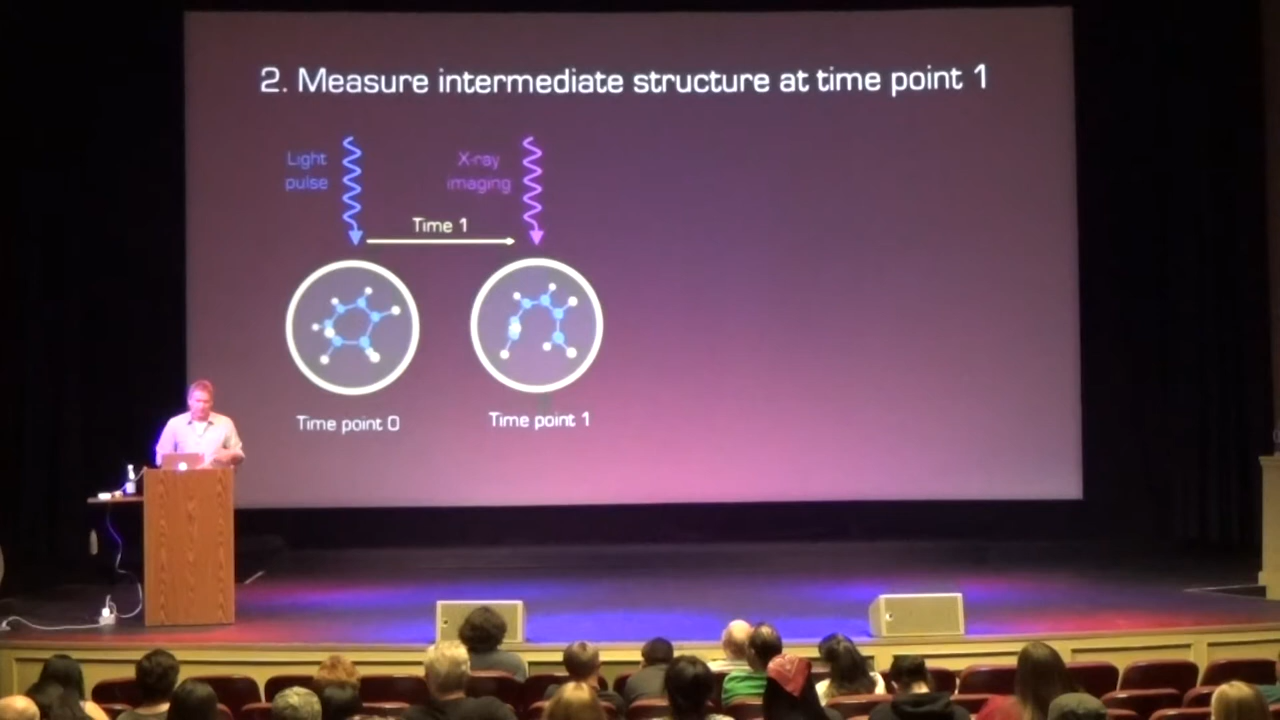 2. Measure intermediate structure at time point 1
Light
pulse
X-ray
imaging
Time 1
Time point 0
Time point 1